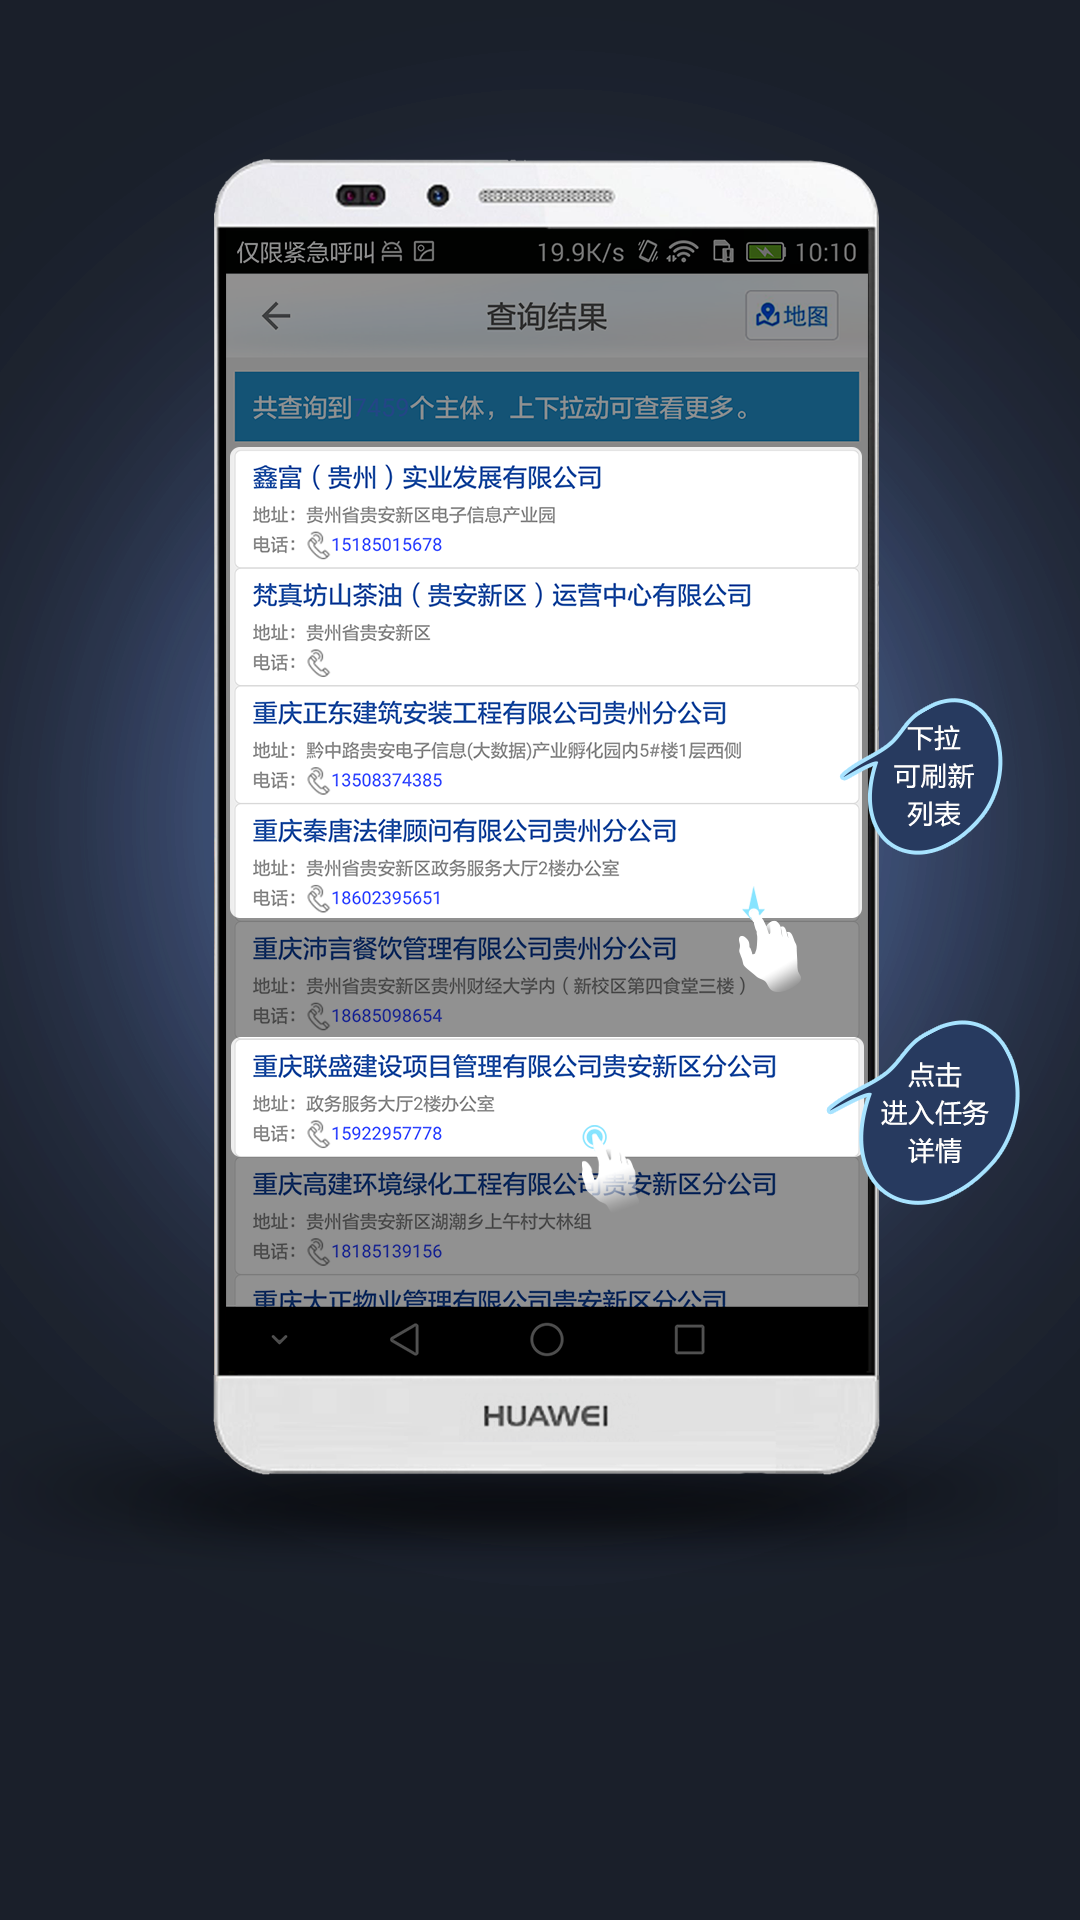 仅限紧急呼叫 19.9K/s 10:10
查询结果 地图
共查询到 个主体，上下拉动可查看更多。
鑫富（贵州）实业发展有限公司
地址：贵州省贵安新区电子信息产业园
电话：15185015678
梵真坊山茶油（贵安新区）运营中心有限公司
地址：贵州省贵安新区
电话：
重庆正东建筑安装工程有限公司贵州分公司
地址：黔中路贵安电子信息(大数据)产业孵化园内5#楼1层西侧
电话：13508374385
下拉
可刷新
列表
重庆秦唐法律顾问有限公司贵州分公司
地址：贵州省贵安新区政务服务大厅2楼办公室
电话：18602395651
重庆沛言餐饮管理有限公司贵州分公司
地址：贵州省贵安新区贵州财经大学内（新校区第四食堂三楼）
电话：18685098654
重庆联盛建设项目管理有限公司贵安新区分公司
地址：政务服务大厅2楼办公室
电话：15922957778
点击
进入任务
详情
重庆高建环境绿化工程有限公司贵安新区分公司
地址：贵州省贵安新区湖潮乡上午村大林组
电话：18185139156
重庆大正物业管理有限公司贵安新区分公司
HUAWEI